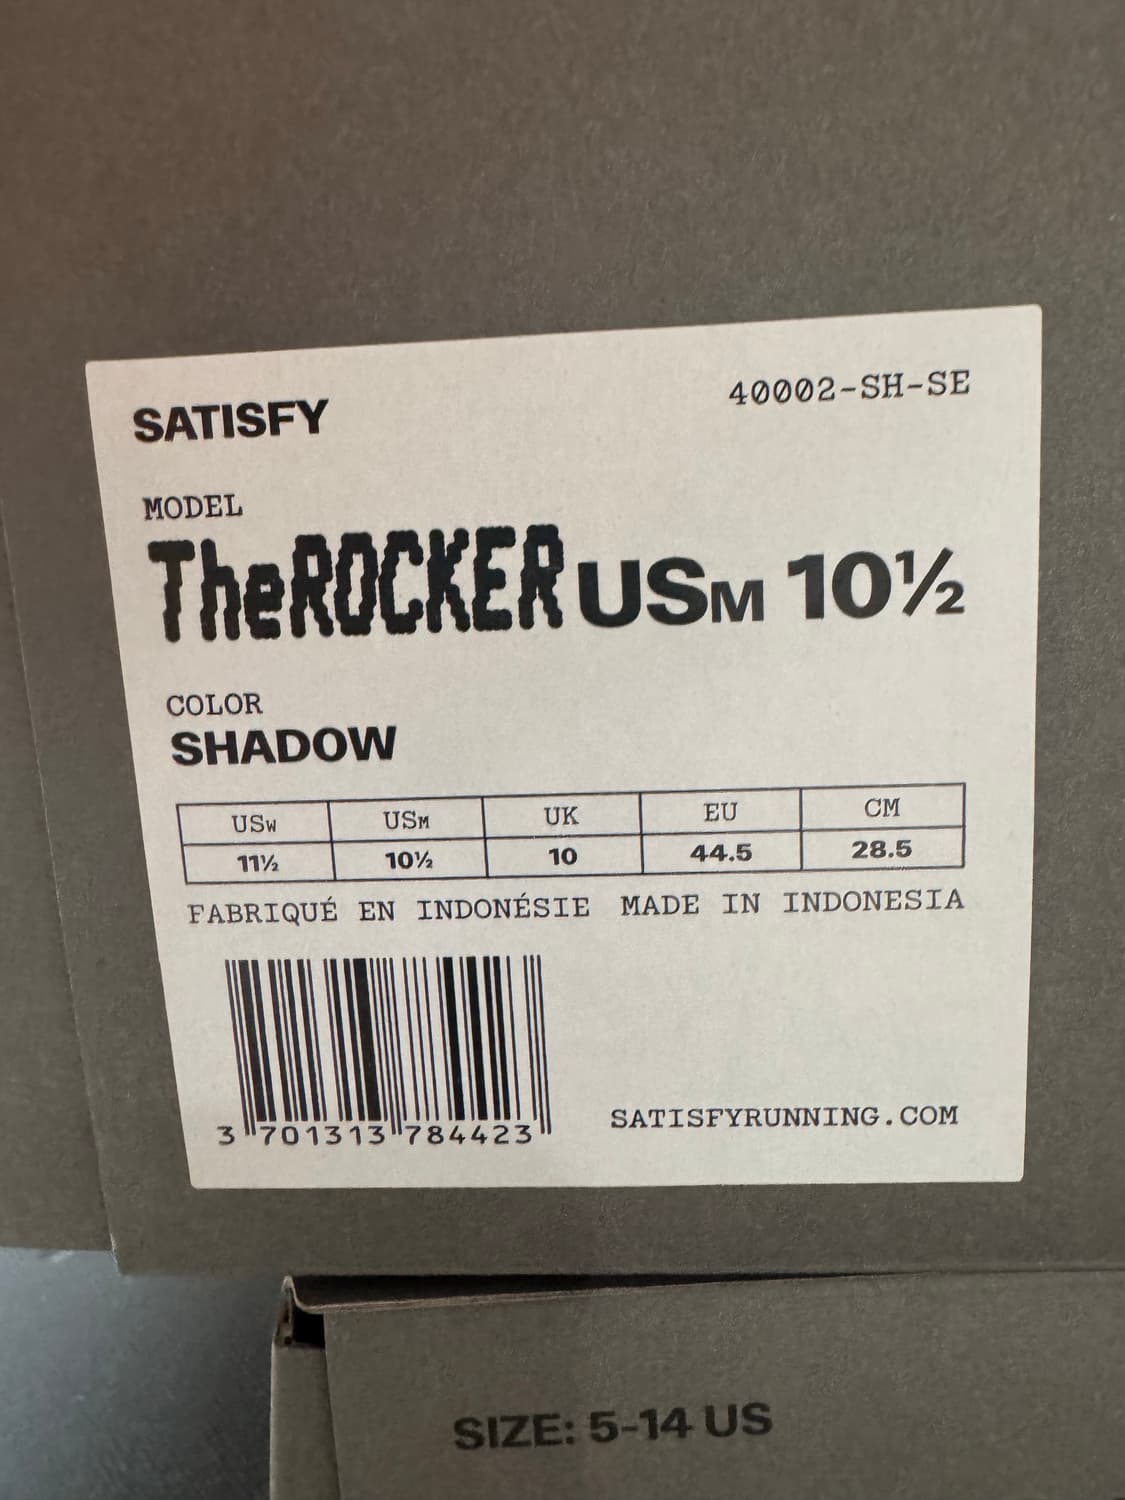 SATISFY
40002-SH-SE
MODEL
TheROCKER USM 10½
COLOR
SHADOW
USW USM UK EU CM
11½ 10½ 10 44.5 28.5
FABRIQUÉ EN INDONÉSIE MADE IN INDONESIA
3 701313 784423
SATISFYRUNNING.COM
SIZE: 5-14 US